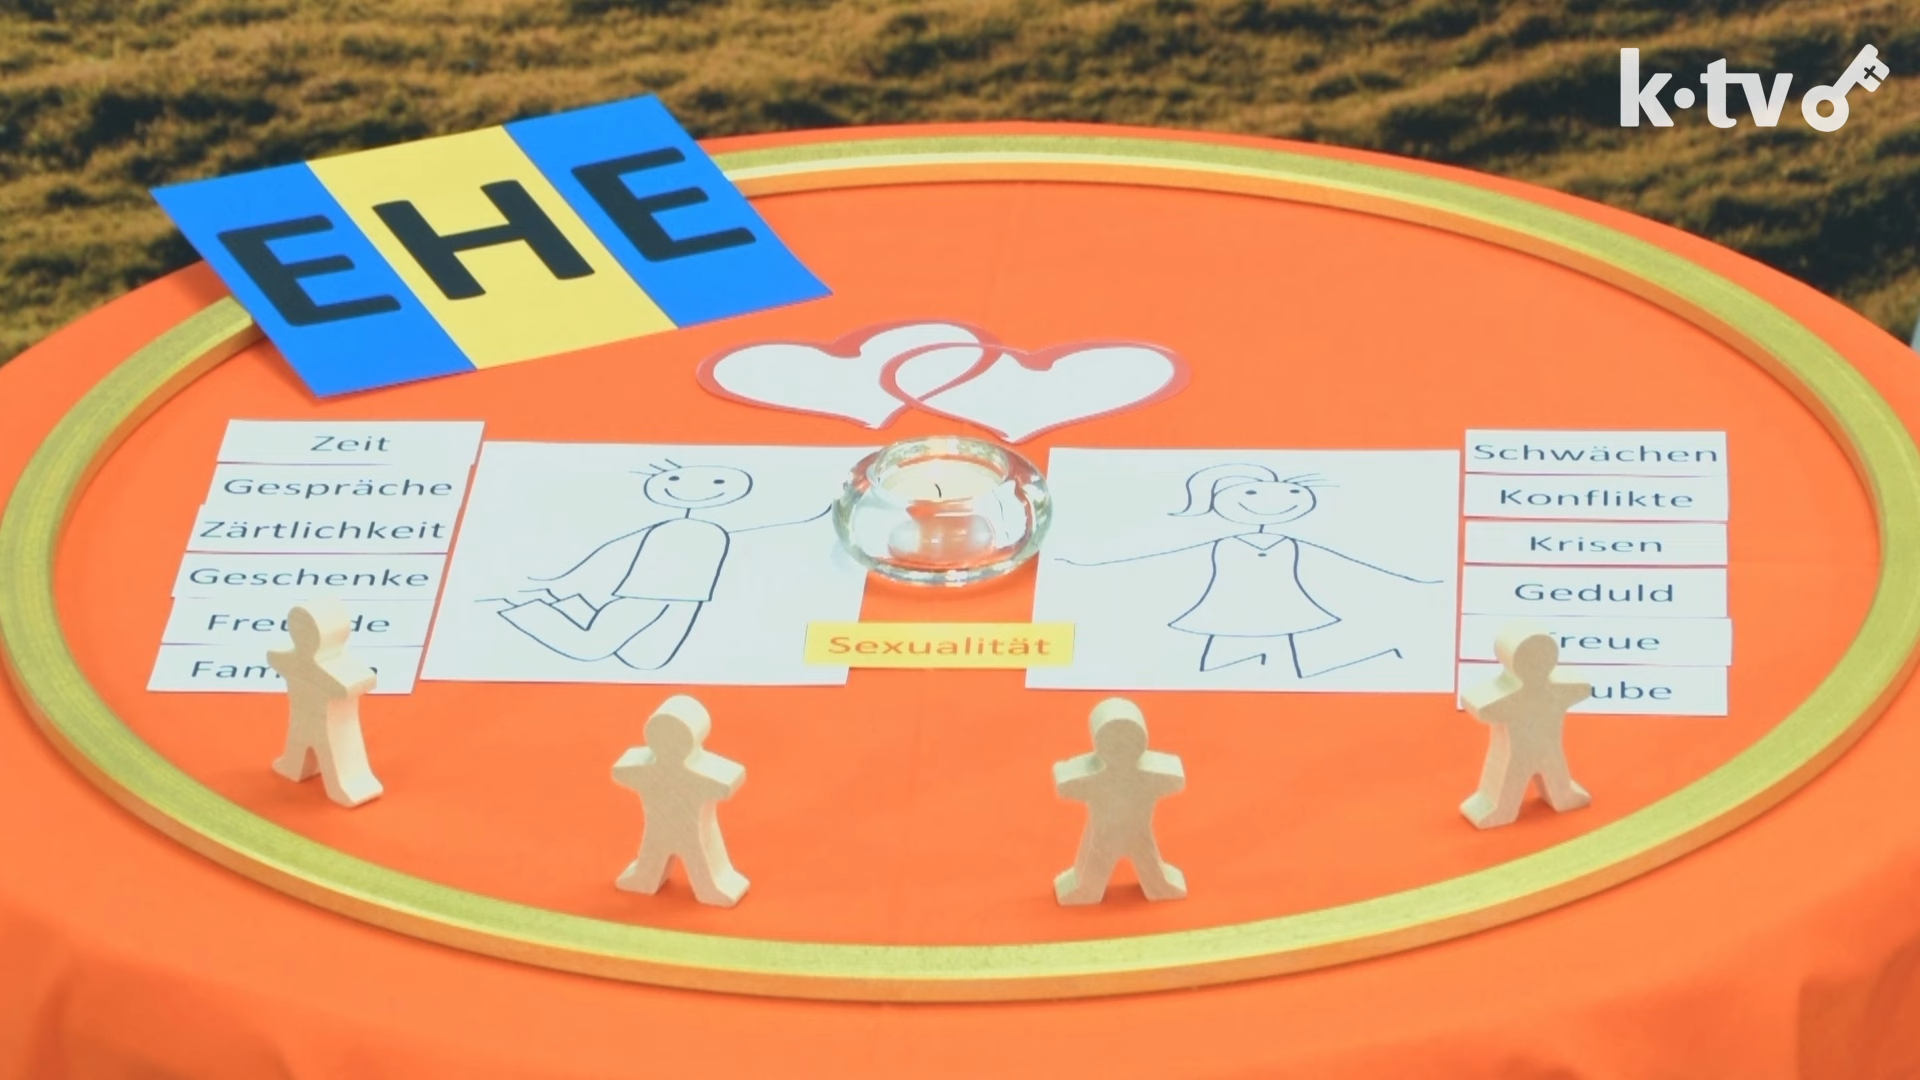 k·tv
EHE
Zeit
Gespräche
Zärtlichkeit
Geschenke
Sexualität
Schwächen
Konflikte
Krisen
Geduld